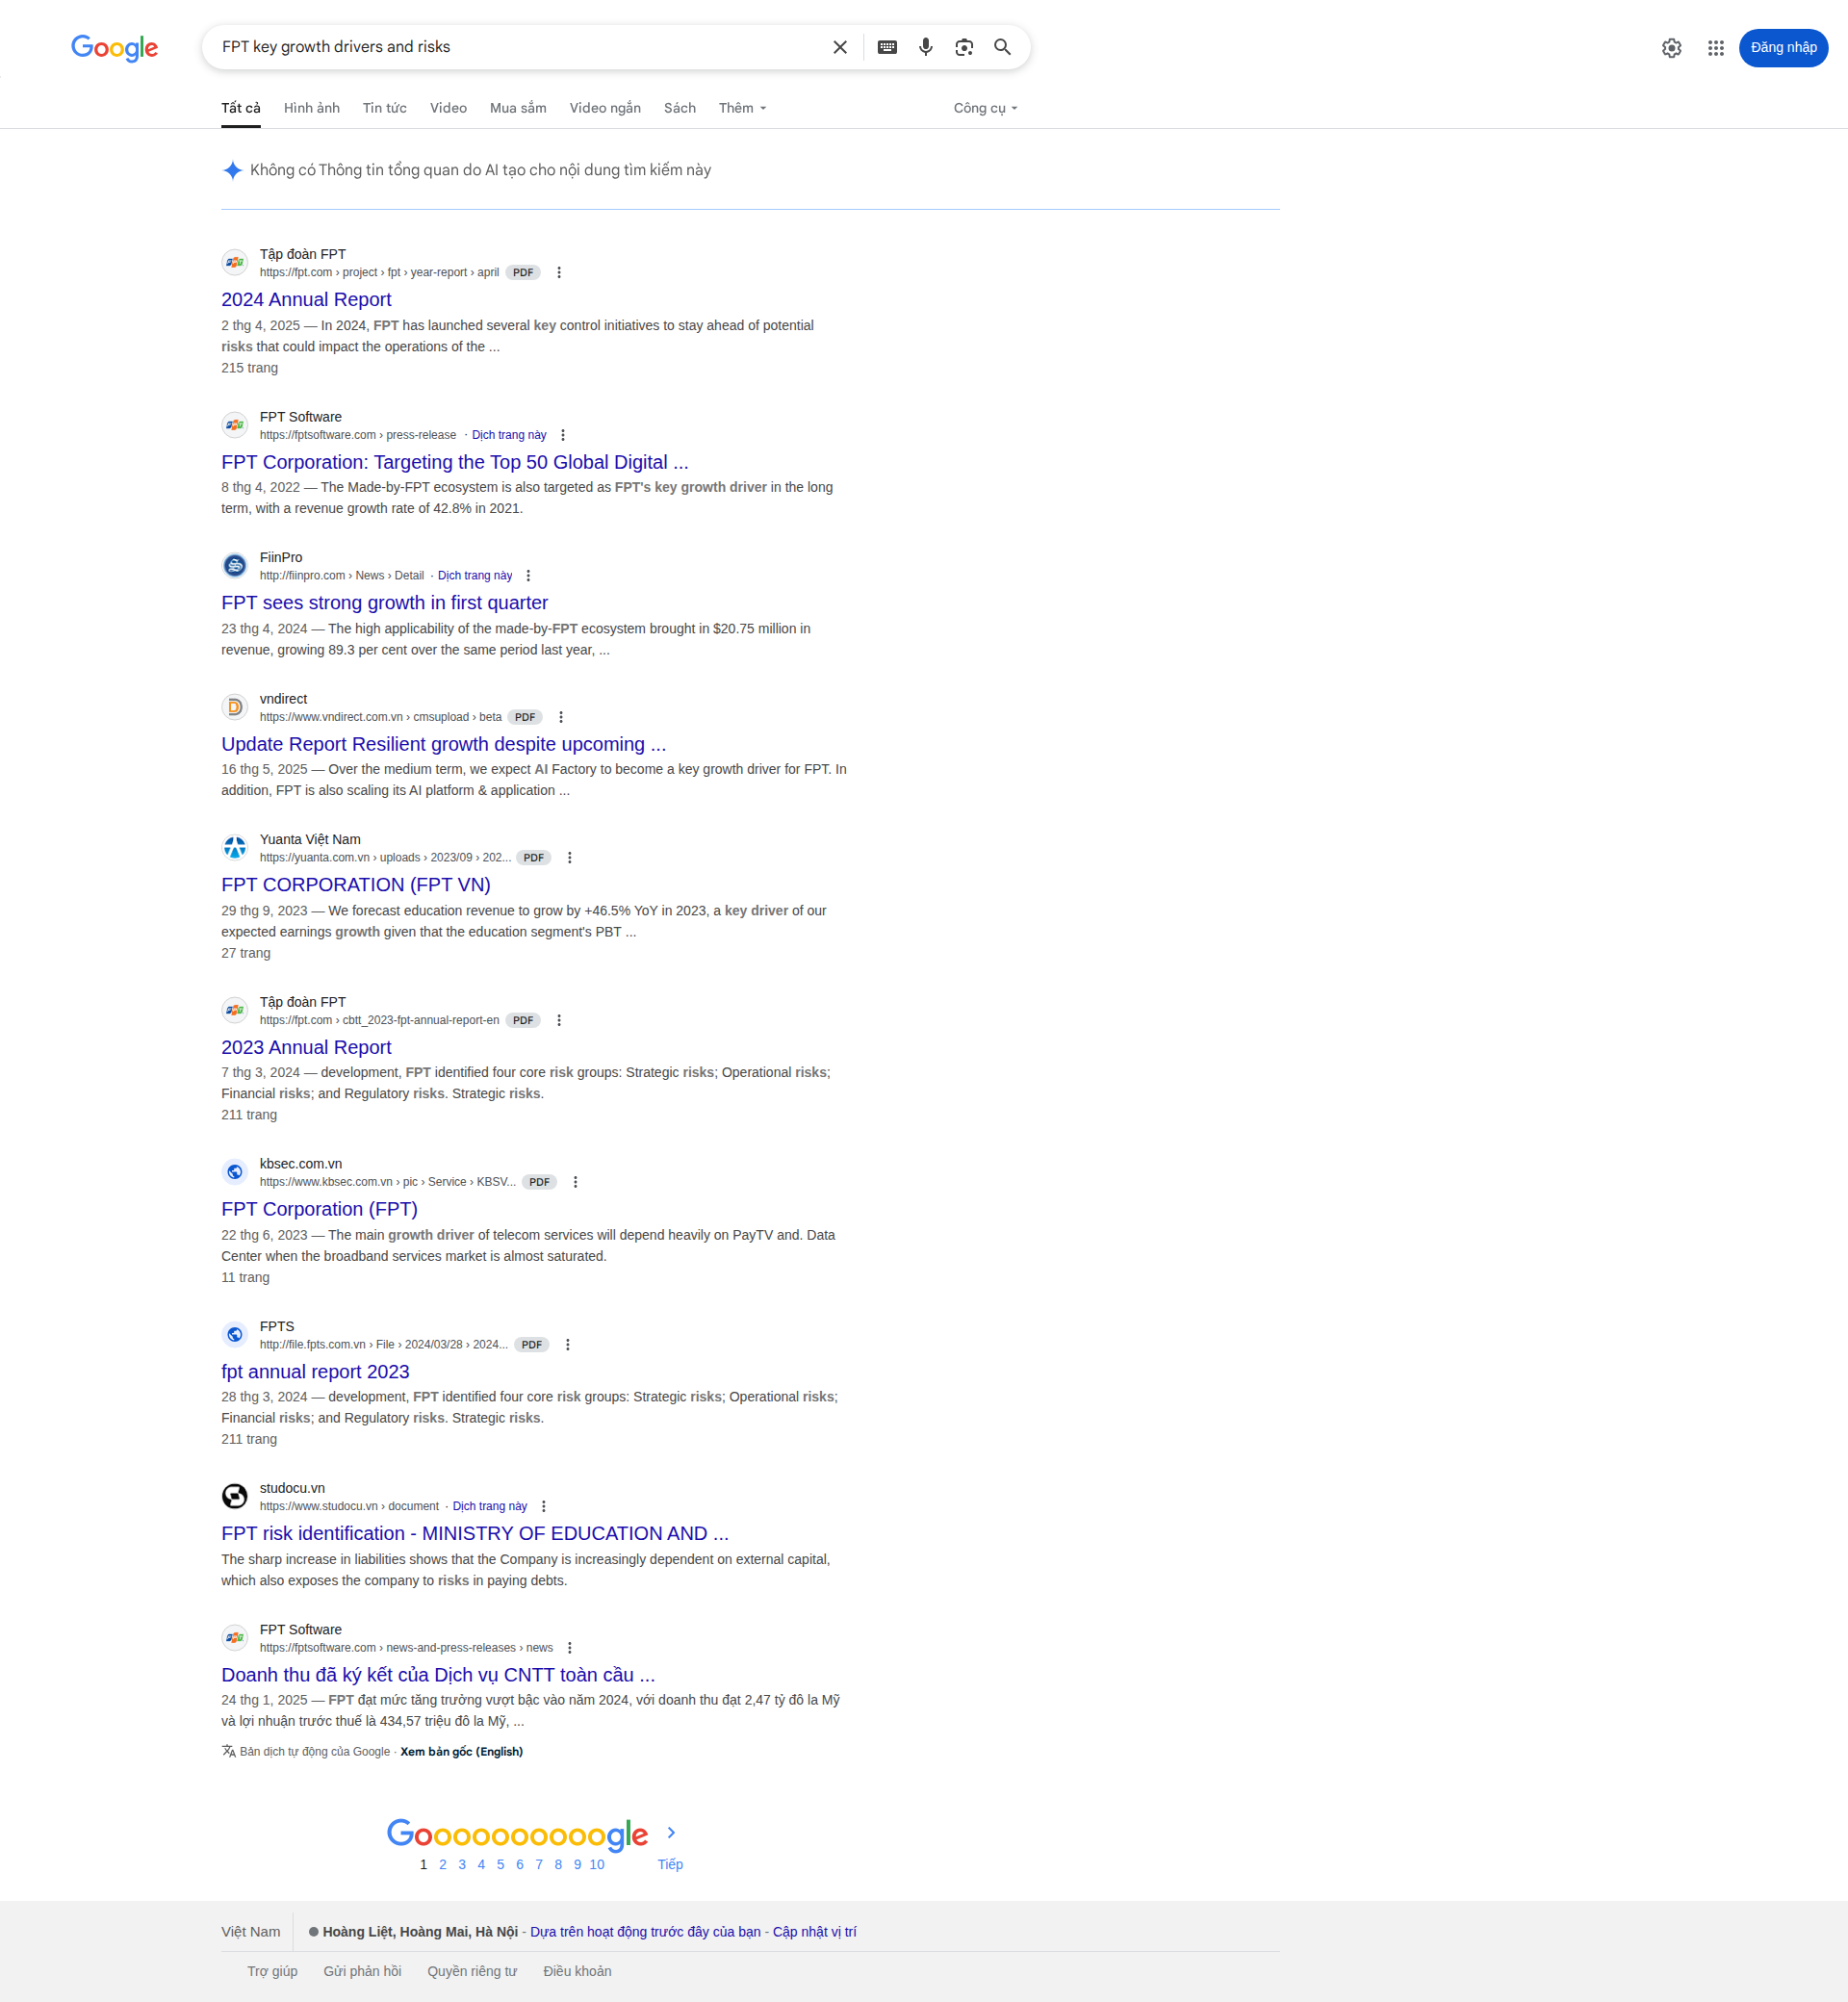 Google
FPT key growth drivers and risks
Đăng nhập
Tất cả Hình ảnh Tin tức Video Mua sắm Video ngắn Sách Thêm Công cụ
Không có Thông tin tổng quan do AI tạo cho nội dung tìm kiếm này
Tập đoàn FPT
https://fpt.com › project › fpt › year-report › april PDF
2024 Annual Report
2 thg 4, 2025 — In 2024, FPT has launched several key control initiatives to stay ahead of potential
risks that could impact the operations of the ...
215 trang
FPT Software
https://fptsoftware.com › press-release · Dịch trang này
FPT Corporation: Targeting the Top 50 Global Digital ...
8 thg 4, 2022 — The Made-by-FPT ecosystem is also targeted as FPT's key growth driver in the long
term, with a revenue growth rate of 42.8% in 2021.
FiinPro
http://fiinpro.com › News › Detail · Dịch trang này
FPT sees strong growth in first quarter
23 thg 4, 2024 — The high applicability of the made-by-FPT ecosystem brought in $20.75 million in
revenue, growing 89.3 per cent over the same period last year, ...
vndirect
https://www.vndirect.com.vn › cmsupload › beta PDF
Update Report Resilient growth despite upcoming ...
16 thg 5, 2025 — Over the medium term, we expect AI Factory to become a key growth driver for FPT. In
addition, FPT is also scaling its AI platform & application ...
Yuanta Việt Nam
https://yuanta.com.vn › uploads › 2023/09 › 202... PDF
FPT CORPORATION (FPT VN)
29 thg 9, 2023 — We forecast education revenue to grow by +46.5% YoY in 2023, a key driver of our
expected earnings growth given that the education segment's PBT ...
27 trang
Tập đoàn FPT
https://fpt.com › cbtt_2023-fpt-annual-report-en PDF
2023 Annual Report
7 thg 3, 2024 — development, FPT identified four core risk groups: Strategic risks; Operational risks;
Financial risks; and Regulatory risks. Strategic risks.
211 trang
kbsec.com.vn
https://www.kbsec.com.vn › pic › Service › KBSV... PDF
FPT Corporation (FPT)
22 thg 6, 2023 — The main growth driver of telecom services will depend heavily on PayTV and. Data
Center when the broadband services market is almost saturated.
11 trang
FPTS
http://file.fpts.com.vn › File › 2024/03/28 › 2024... PDF
fpt annual report 2023
28 thg 3, 2024 — development, FPT identified four core risk groups: Strategic risks; Operational risks;
Financial risks; and Regulatory risks. Strategic risks.
211 trang
studocu.vn
https://www.studocu.vn › document · Dịch trang này
FPT risk identification - MINISTRY OF EDUCATION AND ...
The sharp increase in liabilities shows that the Company is increasingly dependent on external capital,
which also exposes the company to risks in paying debts.
FPT Software
https://fptsoftware.com › news-and-press-releases › news
Doanh thu đã ký kết của Dịch vụ CNTT toàn cầu ...
24 thg 1, 2025 — FPT đạt mức tăng trưởng vượt bậc vào năm 2024, với doanh thu đạt 2,47 tỷ đô la Mỹ
và lợi nhuận trước thuế là 434,57 triệu đô la Mỹ, ...
Bản dịch tự động của Google · Xem bản gốc (English)
Goooooooooogle
1 2 3 4 5 6 7 8 9 10 Tiếp
Việt Nam Hoàng Liệt, Hoàng Mai, Hà Nội - Dựa trên hoạt động trước đây của bạn - Cập nhật vị trí
Trợ giúp Gửi phản hồi Quyền riêng tư Điều khoản